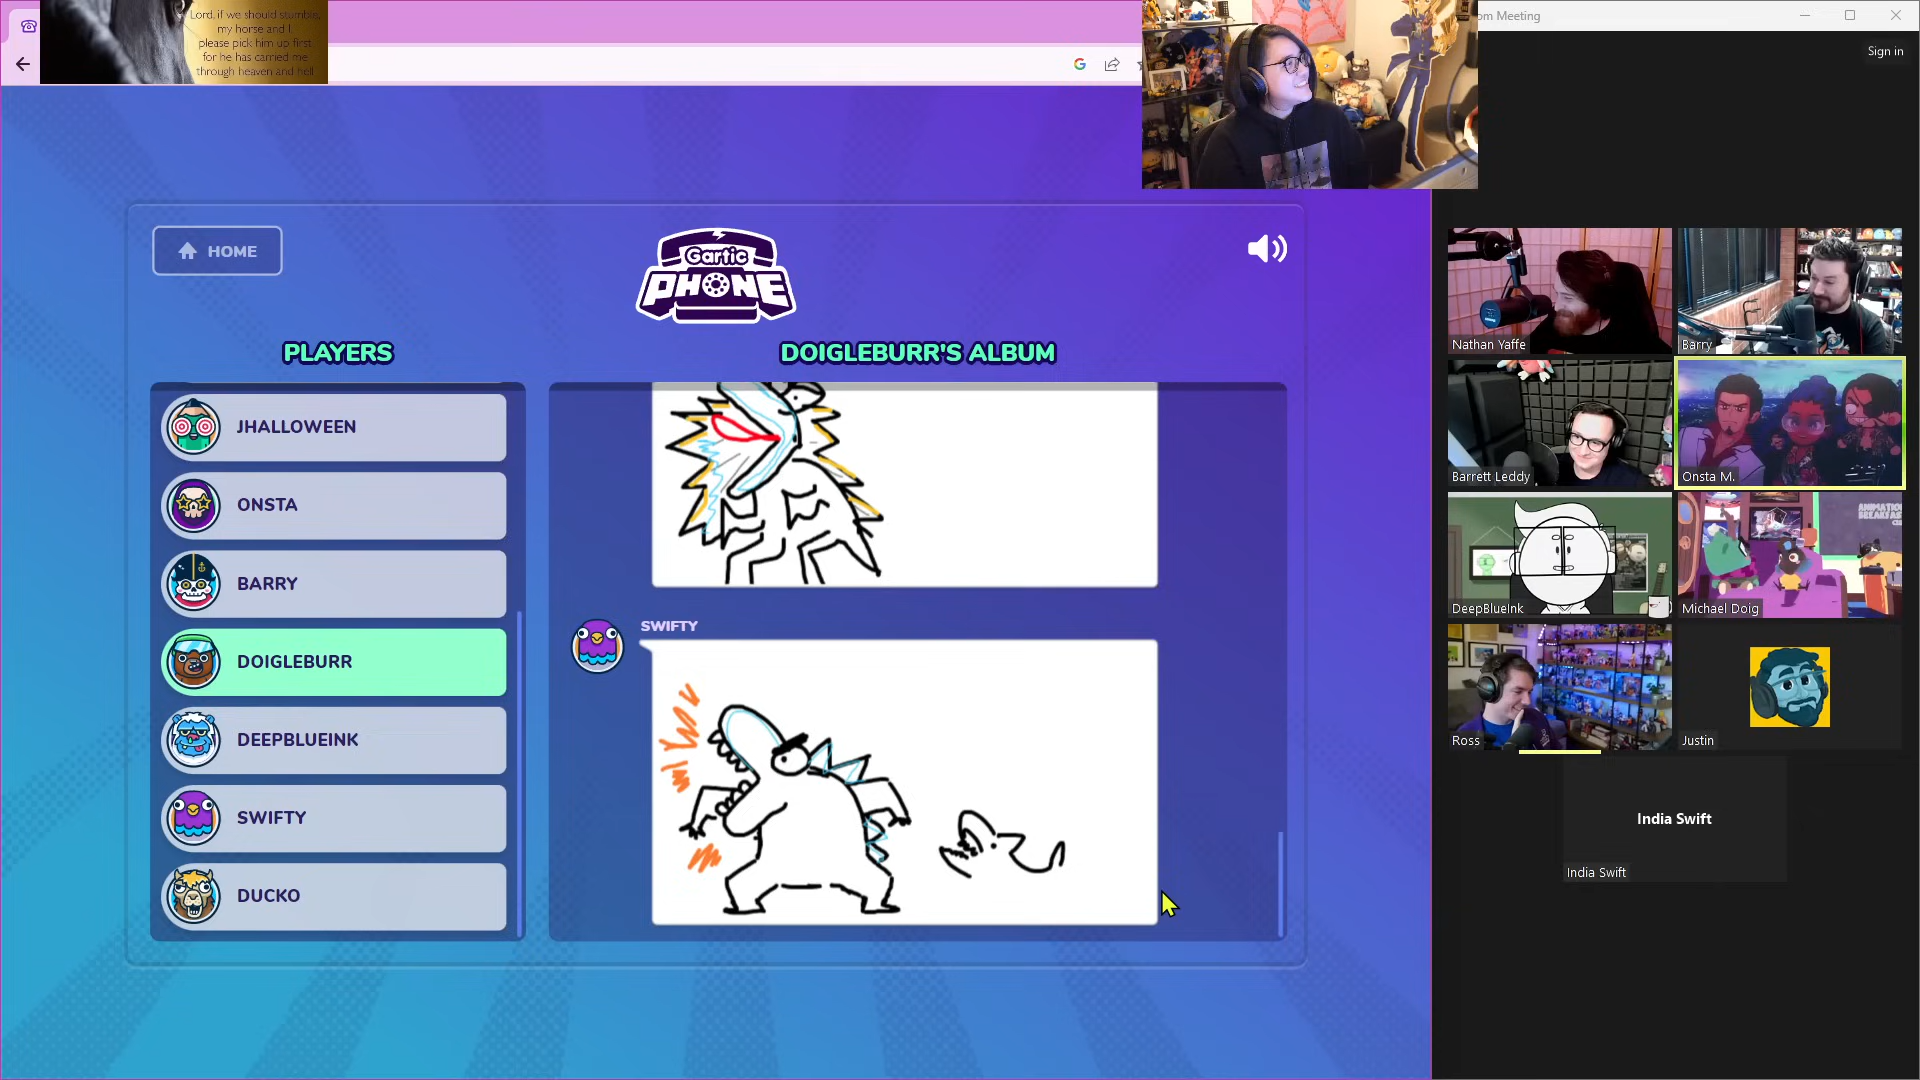 Lord, if we should stumble,
my horse and I,
please pick him up first,
for he has carried me
through heaven and hell
om Meeting
Sign in
HOME
Gartic
PHONE
PLAYERS
DOIGLEBURR'S ALBUM
JHALLOWEEN
ONSTA
BARRY
DOIGLEBURR
DEEPBLUEINK
SWIFTY
DUCKO
SWIFTY
Nathan Yaffe
Barry
Barrett Leddy
Onsta M.
DeepBlueInk
Michael Doig
Ross
Justin
India Swift
India Swift